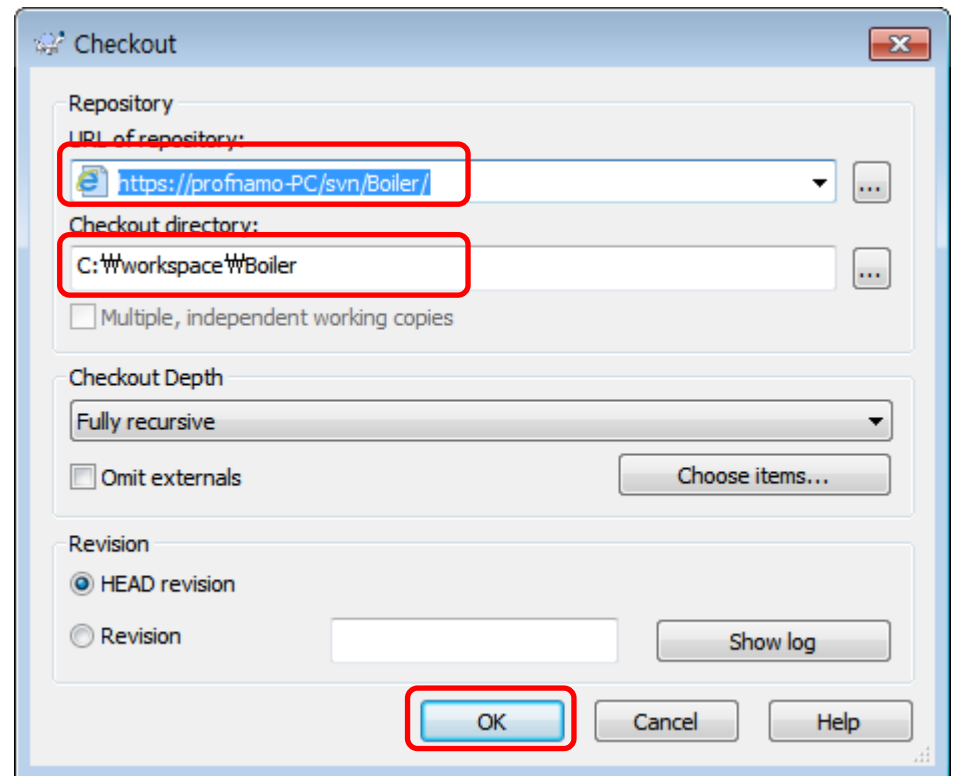 Checkout
Repository
URL of repository:
https://profnamo-PC/svn/Boiler/
...
Checkout directory:
C:₩workspace₩Boiler
...
Multiple, independent working copies
Checkout Depth
Fully recursive
Omit externals
Choose items...
Revision
HEAD revision
Revision
Show log
OK
Cancel
Help